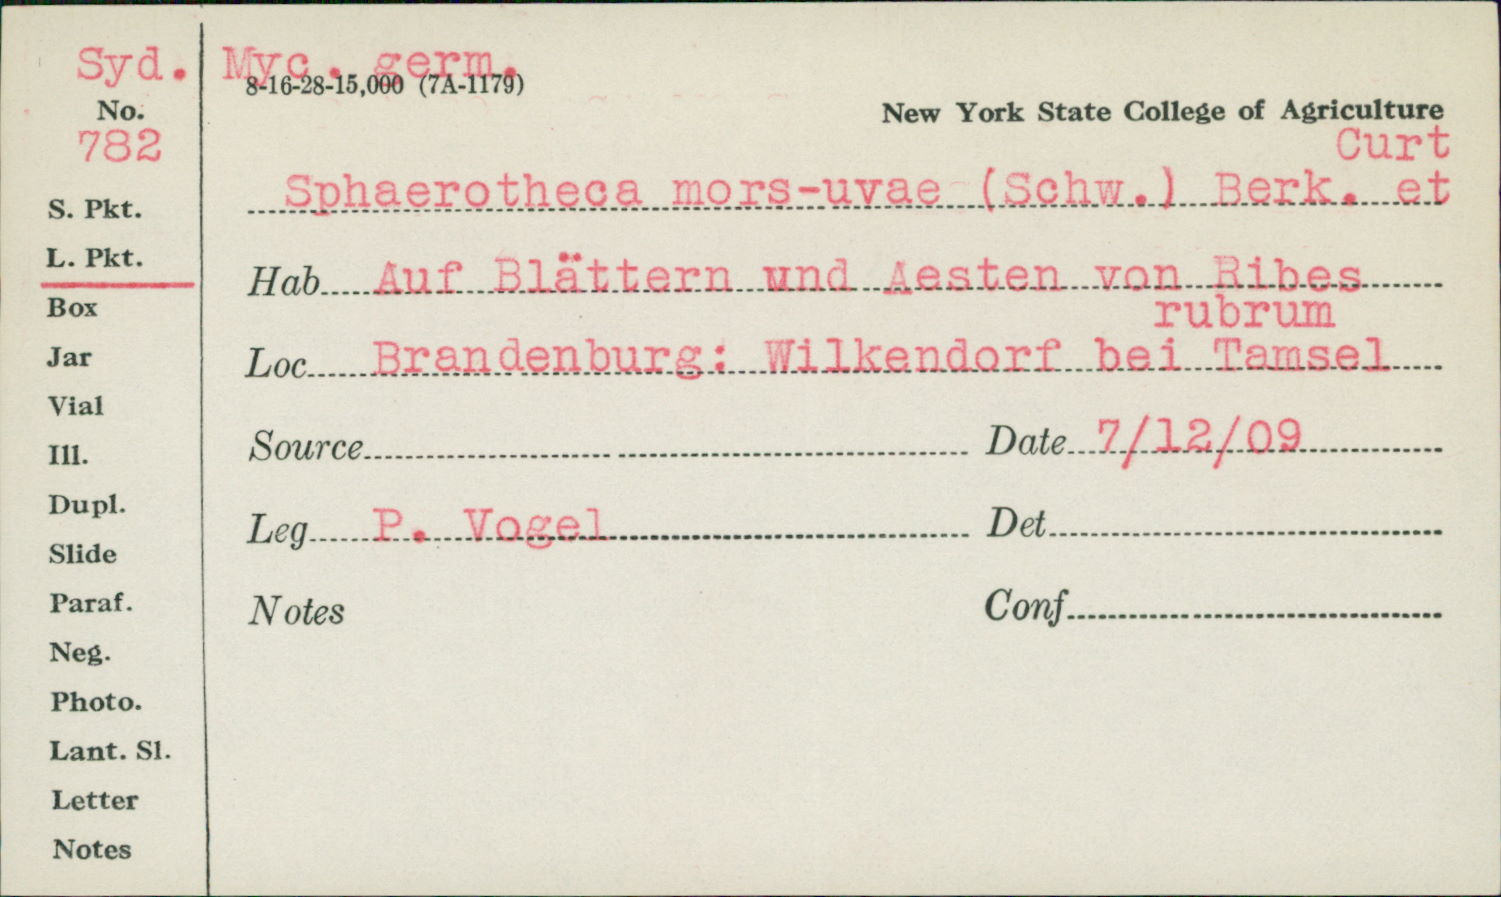 Syd. Myc. germ.
8-16-28-15,000 (7A-1179)
No.
New York State College of Agriculture
782
Curt
Sphaerotheca mors-uvae (Schw.) Berk. et
S. Pkt.
L. Pkt.
Hab. Auf Blättern und Aesten von Ribes
Box
rubrum
Jar
Loc. Brandenburg: Wilkendorf bei Tamsel
Vial
Ill.
Source Date 7/12/09
Dupl.
Leg. P. Vogel Det.
Slide
Paraf.
Notes Conf.
Neg.
Photo.
Lant. Sl.
Letter
Notes